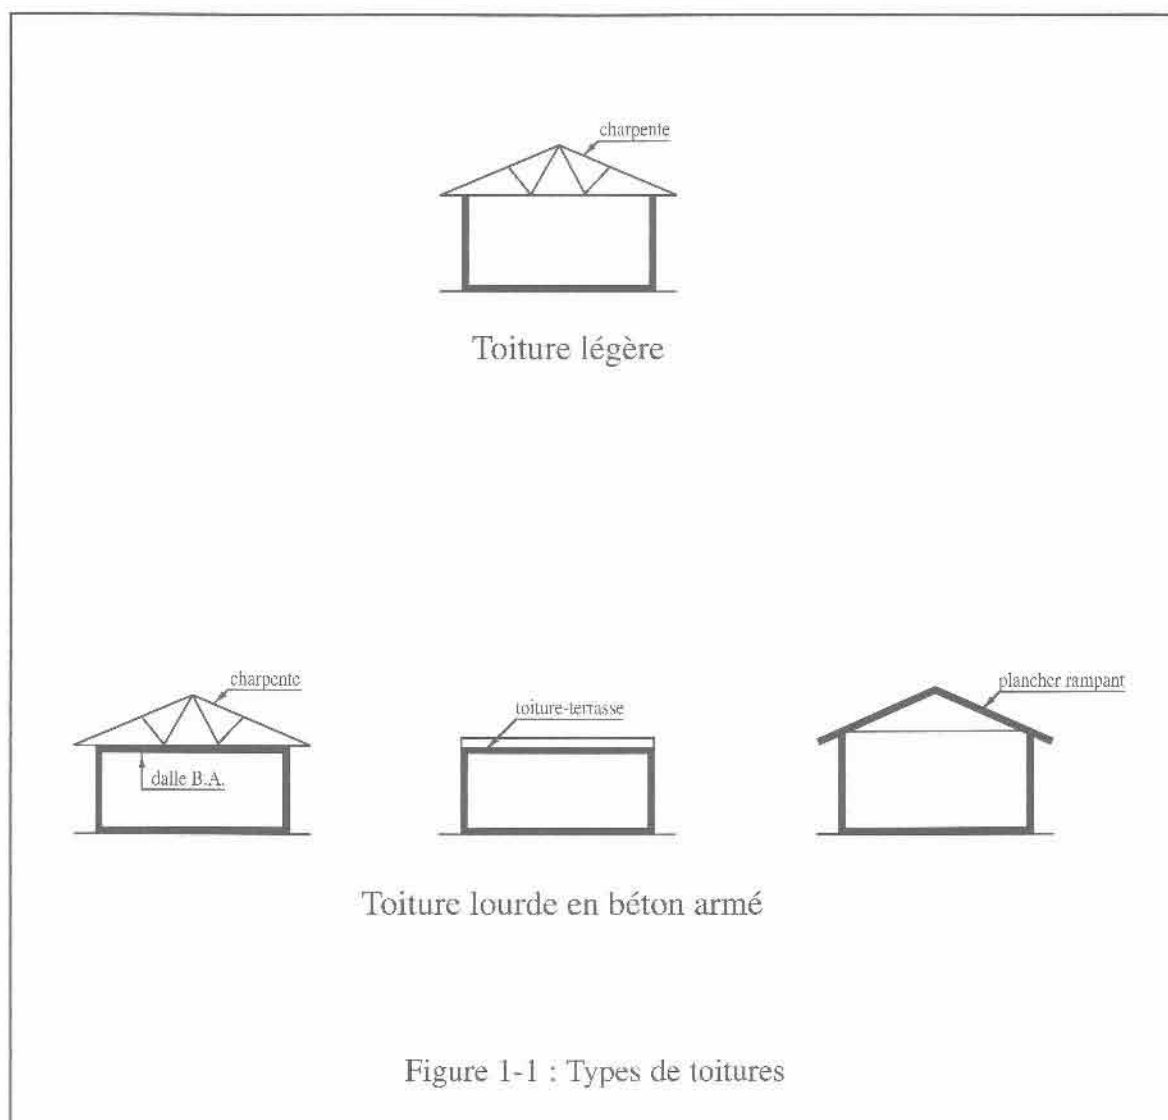 charpente
Toiture légère
charpente
dalle B.A.
toiture-terrasse
plancher rampant
Toiture lourde en béton armé
Figure 1-1 : Types de toitures